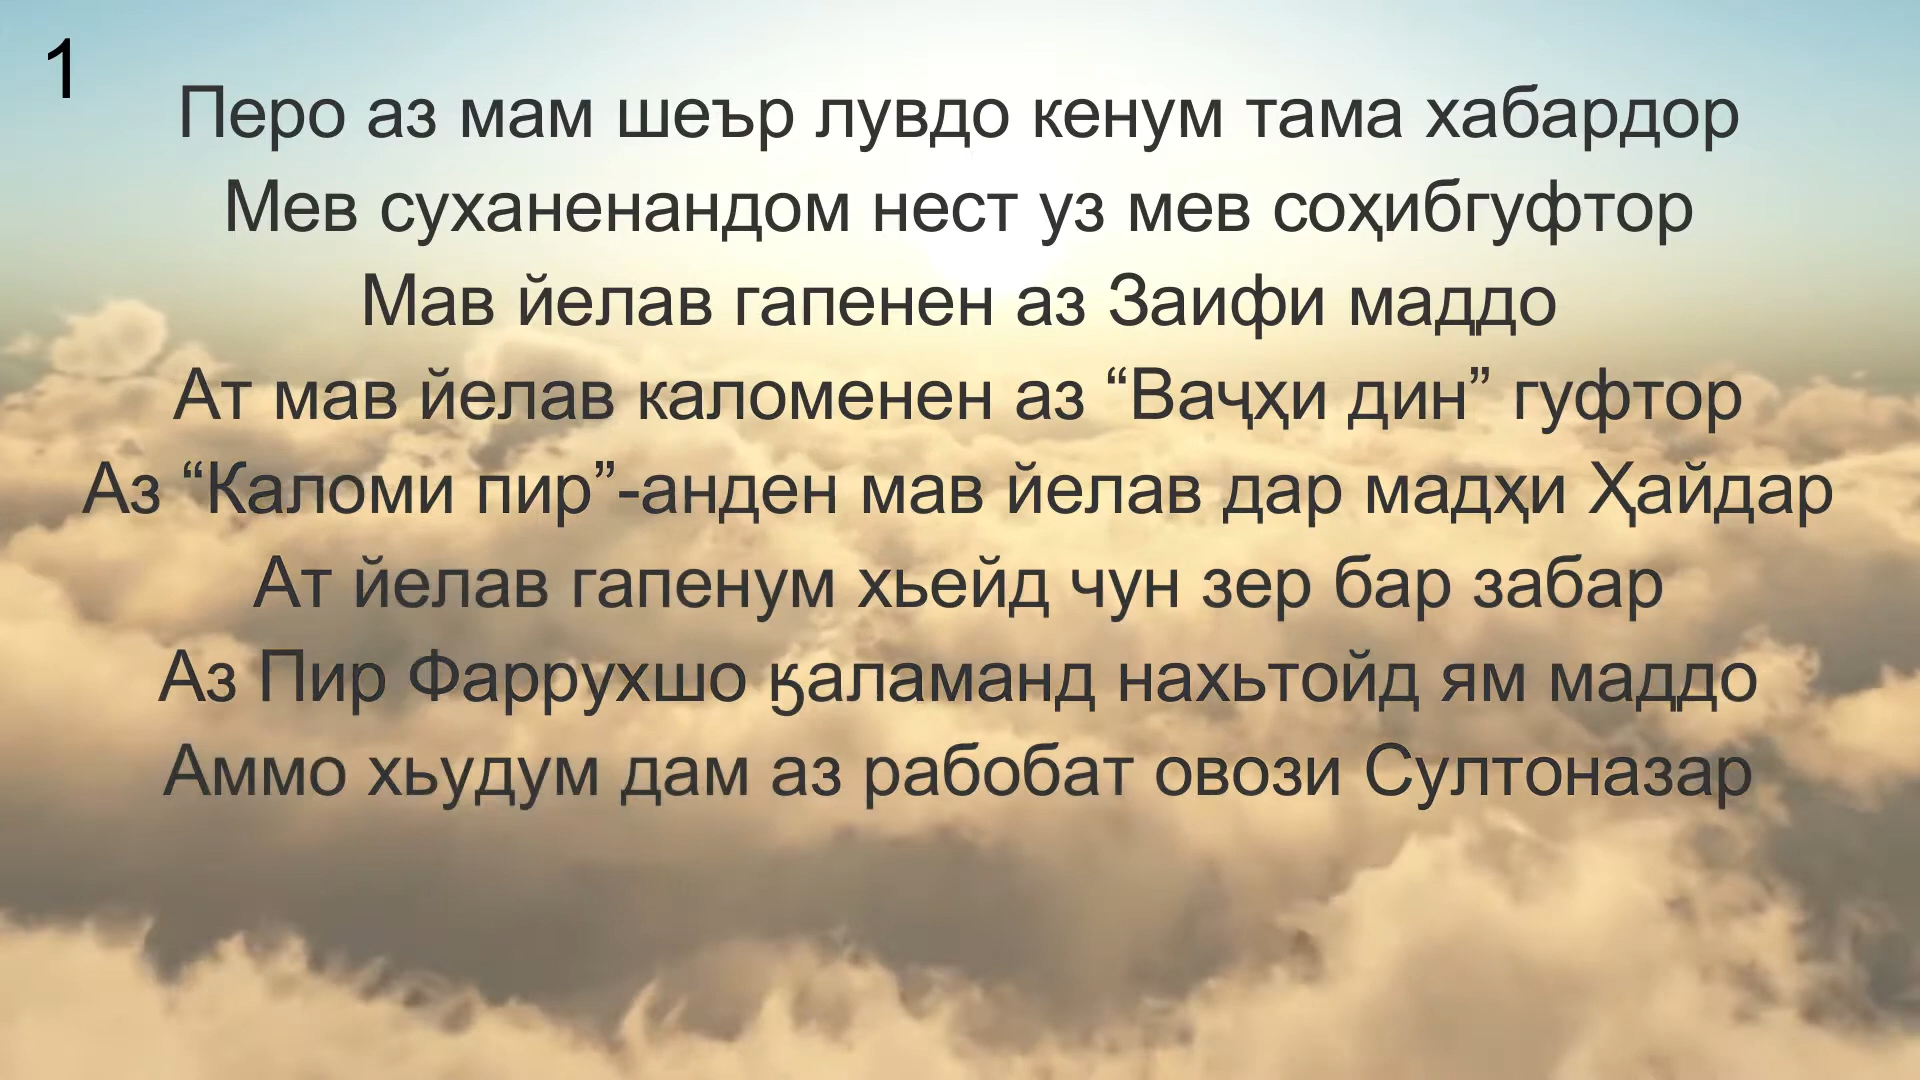 1
Перо аз мам шеър лувдо кенум тама хабардор
Мев суханенандом нест уз мев соҳибгуфтор
Мав йелав гапенен аз Заифи маддо
Ат мав йелав каломенен аз “Ваҷҳи дин” гуфтор
Аз “Каломи пир”-анден мав йелав дар мадҳи Ҳайдар
Ат йелав гапенум хьейд чун зер бар забар
Аз Пир Фаррухшо ӄаламанд нахьтойд ям маддо
Аммо хьудум дам аз рабобат овози Султоназар